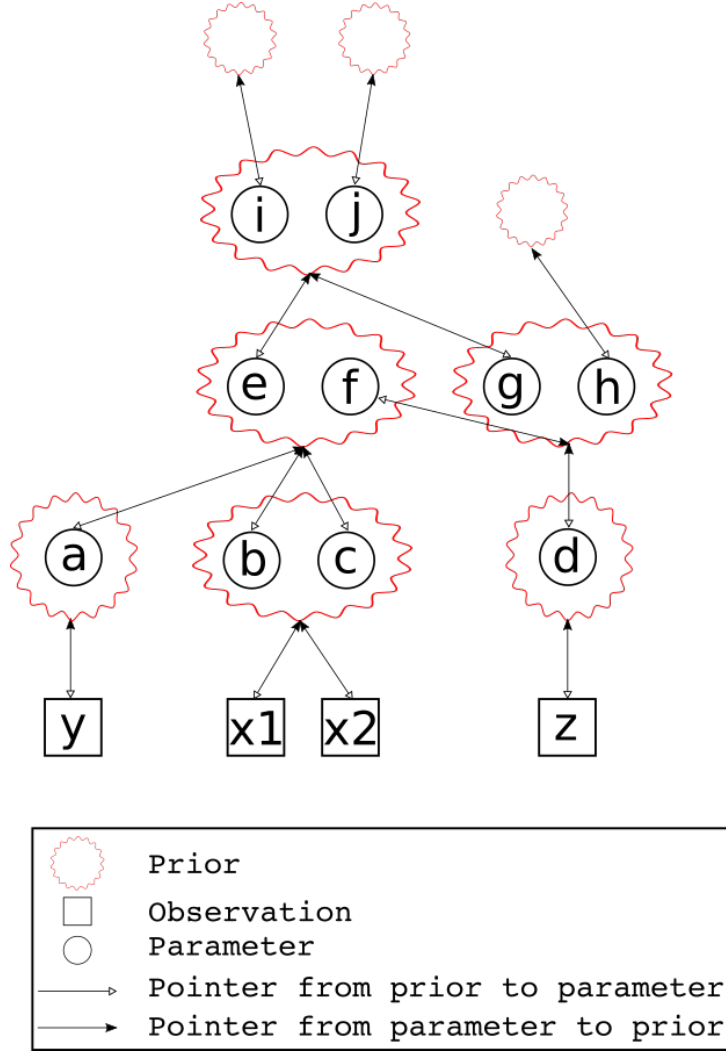 i j
e f g h
a b c d
y x1 x2 z
Prior
Observation
Parameter
Pointer from prior to parameter
Pointer from parameter to prior